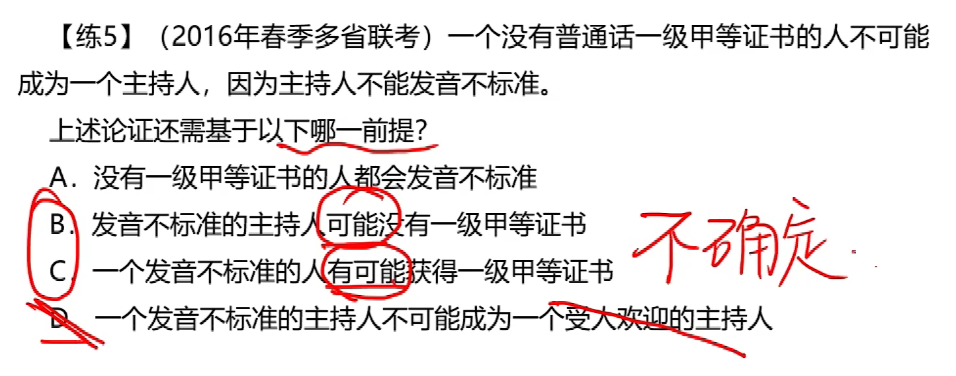 【练5】（2016年春季多省联考）一个没有普通话一级甲等证书的人不可能
成为一个主持人，因为主持人不能发音不标准。
上述论证还需基于以下哪一前提？
A．没有一级甲等证书的人都会发音不标准
B．发音不标准的主持人可能没有一级甲等证书
C．一个发音不标准的人有可能获得一级甲等证书
不确定.
D．一个发音不标准的主持人不可能成为一个受人欢迎的主持人